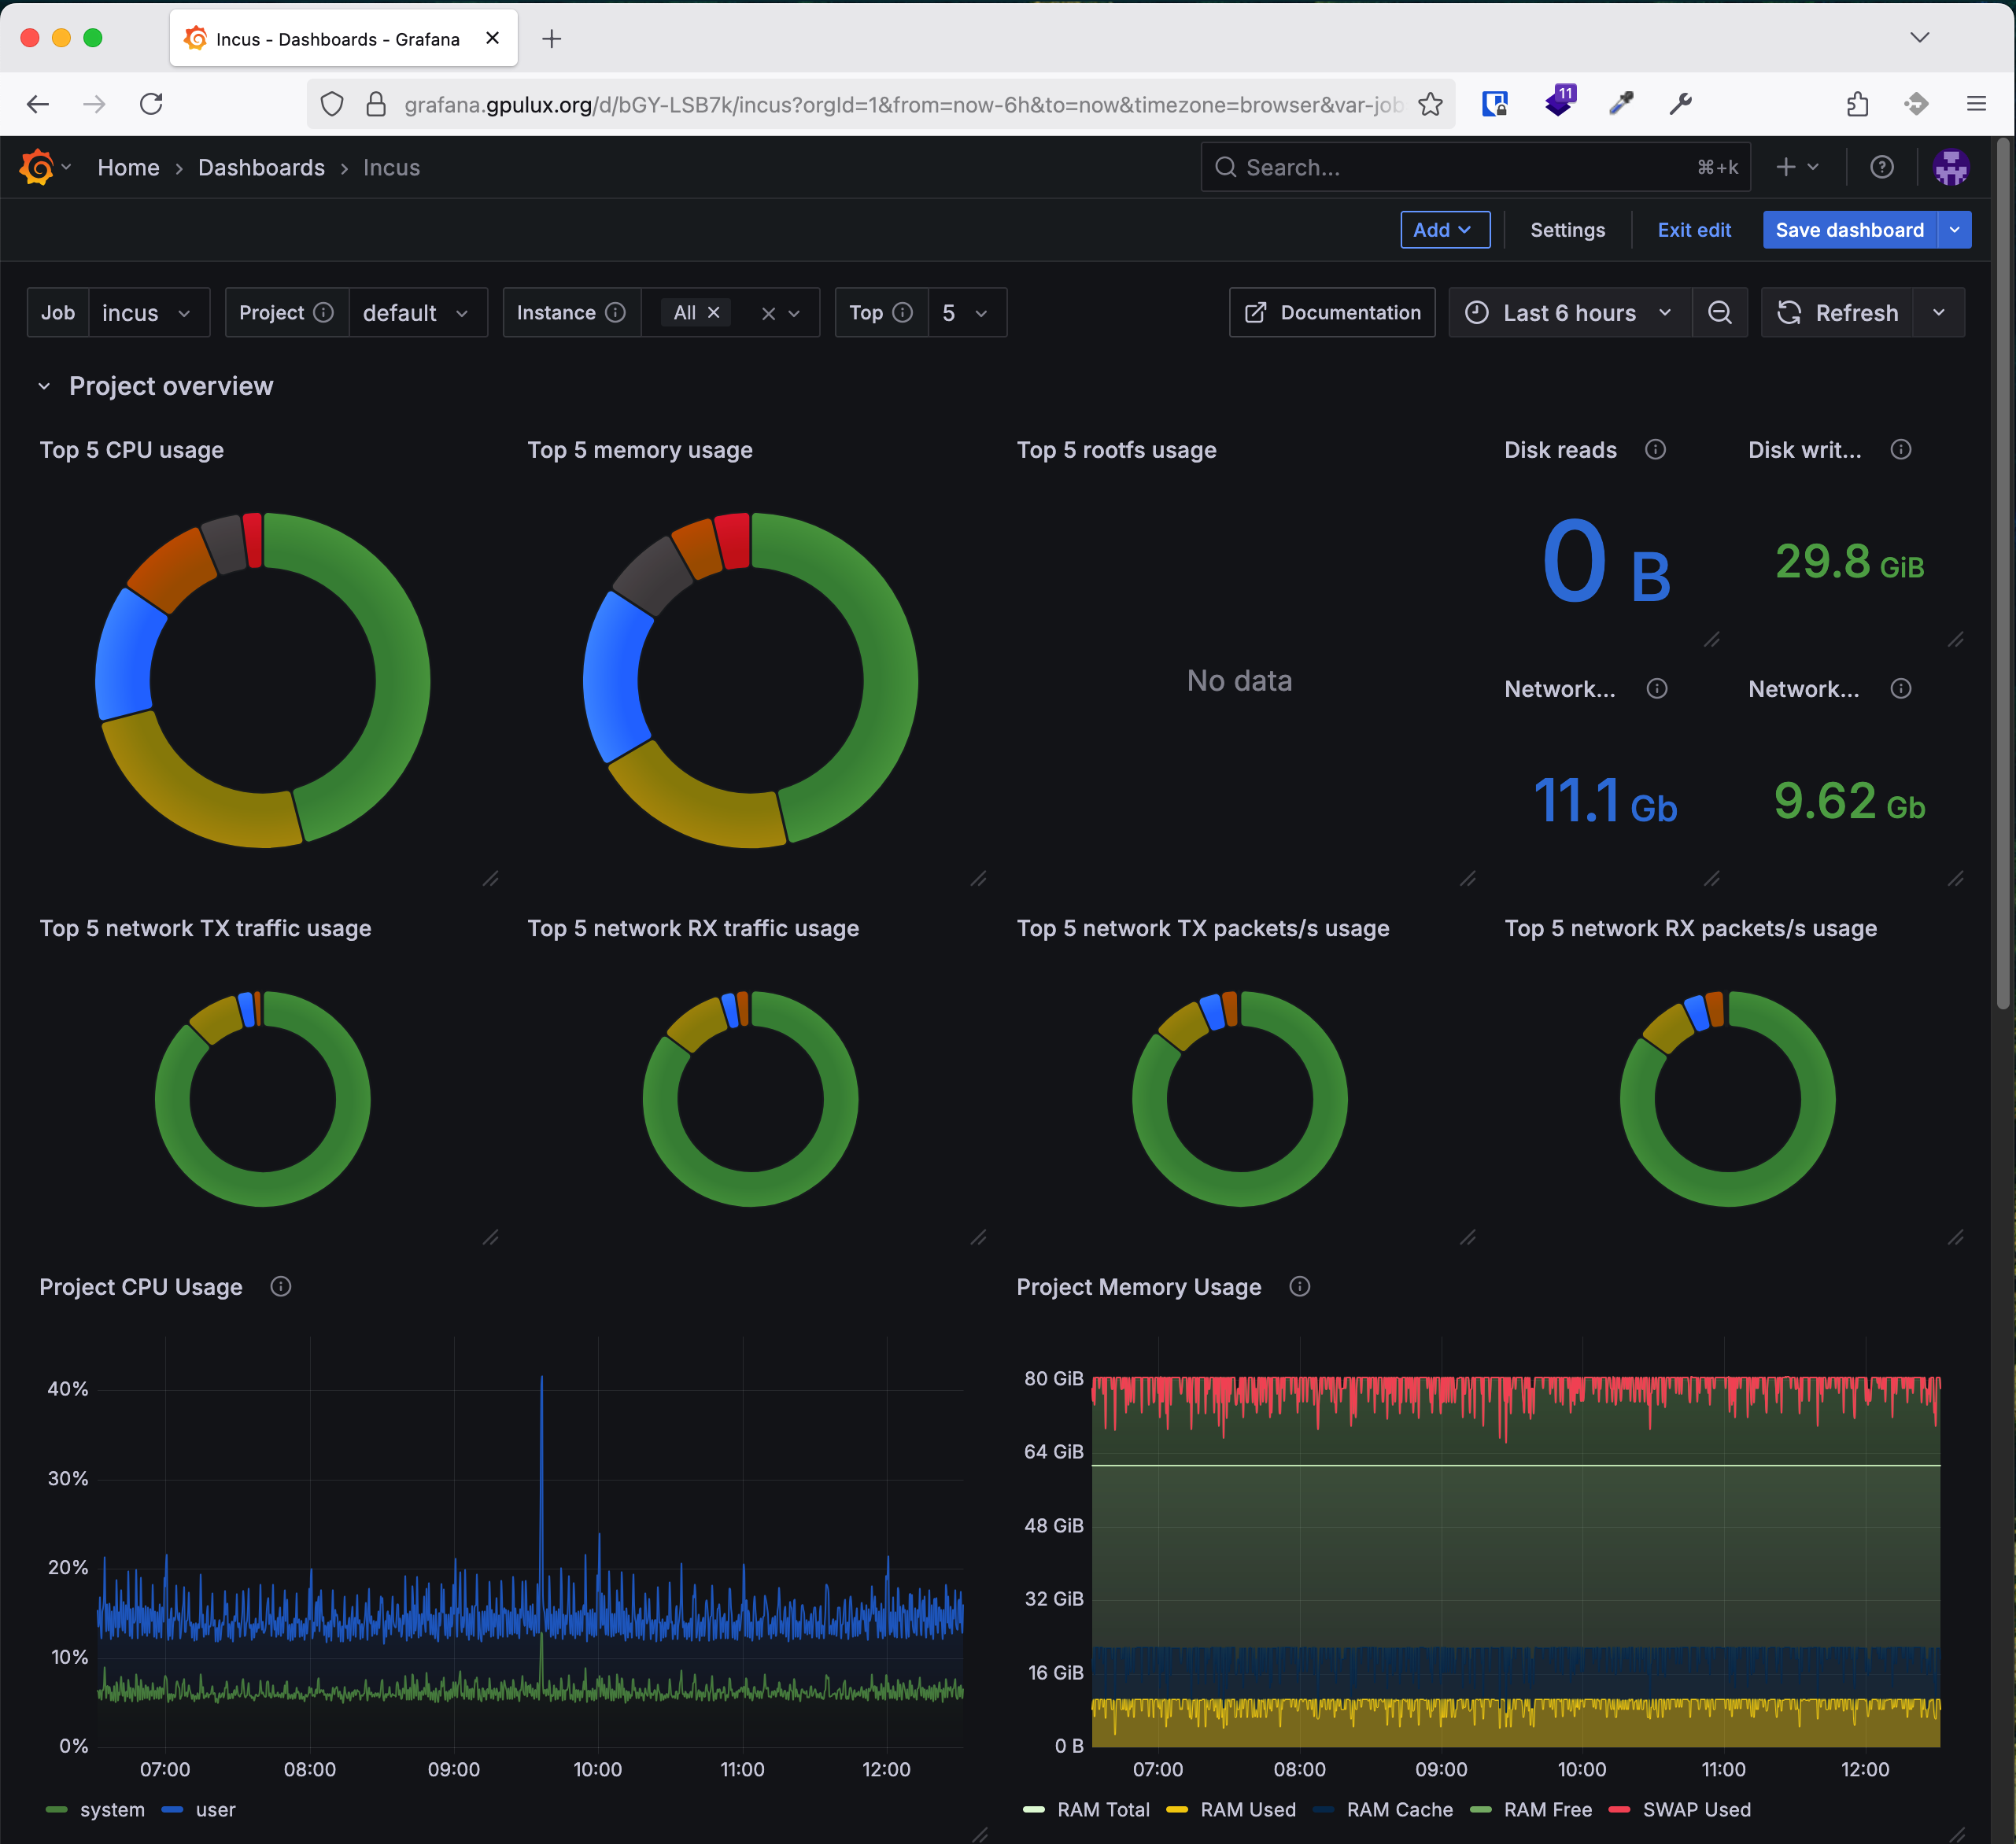 Incus - Dashboards - Grafana
grafana.gpulux.org/d/bGY-LSB7k/incus?orgId=1&from=now-6h&to=now&timezone=browser&var-job
11
Home › Dashboards › Incus
Search... ⌘+k
Add Settings Exit edit Save dashboard
Job incus Project default Instance All Top 5 Documentation Last 6 hours Refresh
Project overview
Top 5 CPU usage
Top 5 memory usage
Top 5 rootfs usage
No data
Disk reads
0 B
Disk writ...
29.8 GiB
Network...
11.1 Gb
Network...
9.62 Gb
Top 5 network TX traffic usage
Top 5 network RX traffic usage
Top 5 network TX packets/s usage
Top 5 network RX packets/s usage
Project CPU Usage
40%
30%
20%
10%
0%
07:00 08:00 09:00 10:00 11:00 12:00
system user
Project Memory Usage
80 GiB
64 GiB
48 GiB
32 GiB
16 GiB
0 B
07:00 08:00 09:00 10:00 11:00 12:00
RAM Total RAM Used RAM Cache RAM Free SWAP Used